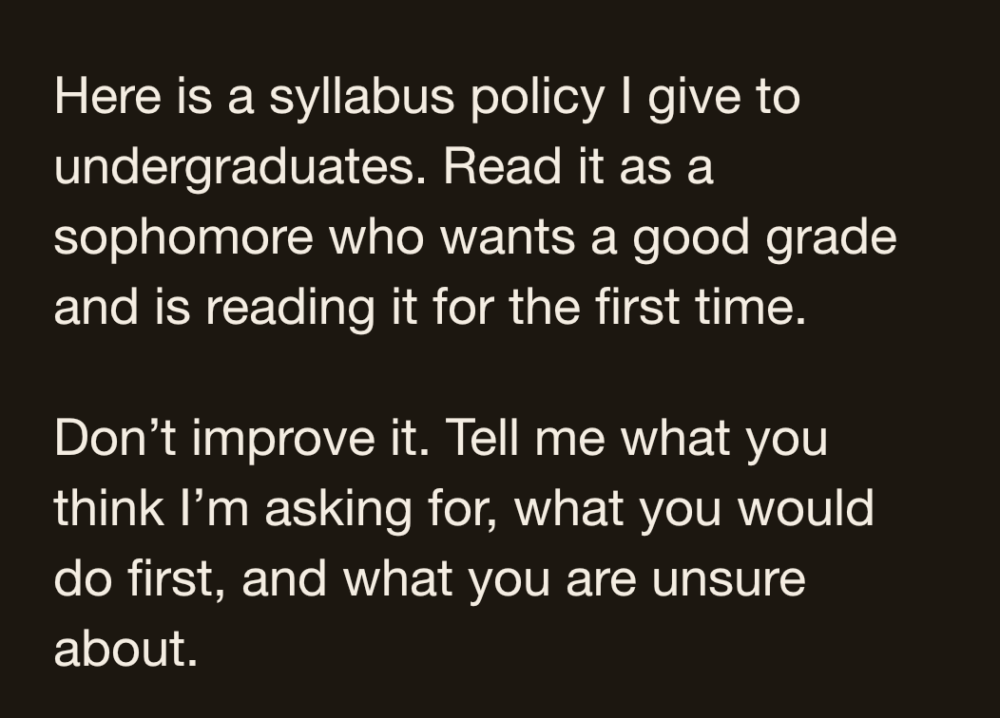 Here is a syllabus policy I give to
undergraduates. Read it as a
sophomore who wants a good grade
and is reading it for the first time.
Don’t improve it. Tell me what you
think I’m asking for, what you would
do first, and what you are unsure
about.